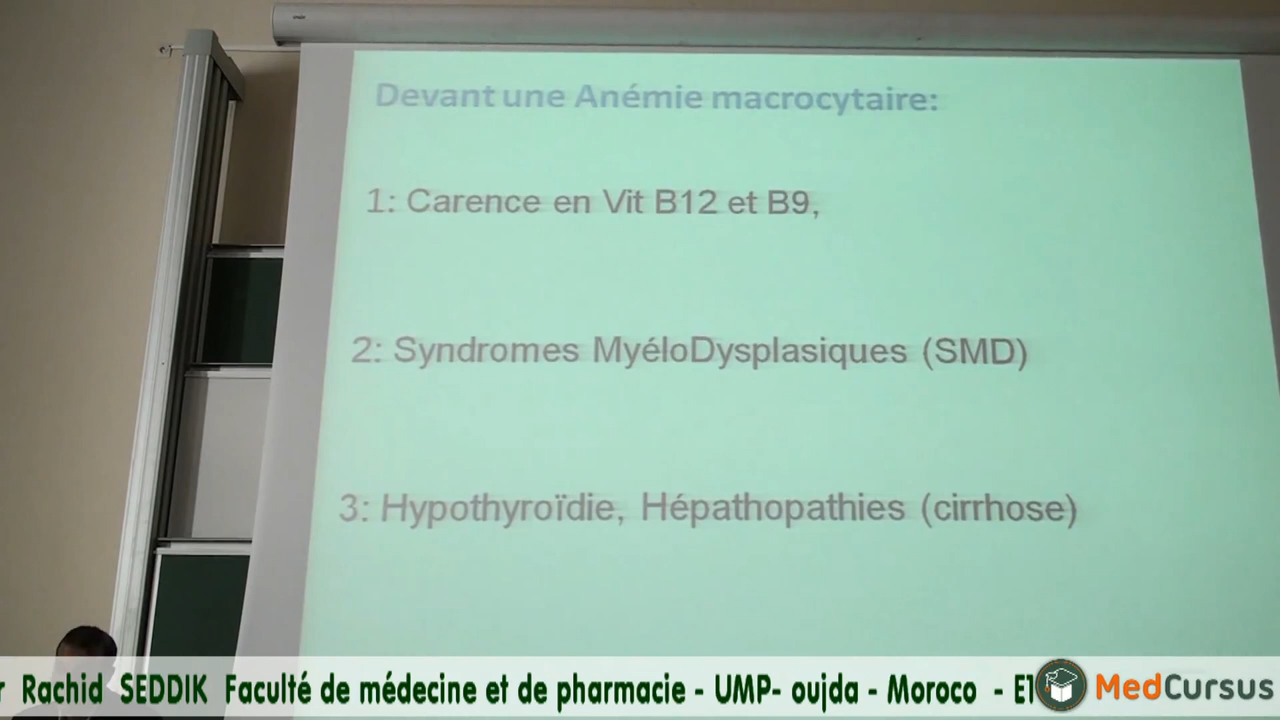 Devant une Anémie macrocytaire:
1: Carence en Vit B12 et B9,
2: Syndromes MyéloDysplasiques (SMD)
3: Hypothyroïdie, Hépathopathies (cirrhose)
r Rachid SEDDIK Faculté de médecine et de pharmacie - UMP- oujda - Moroco - E1
MedCursus